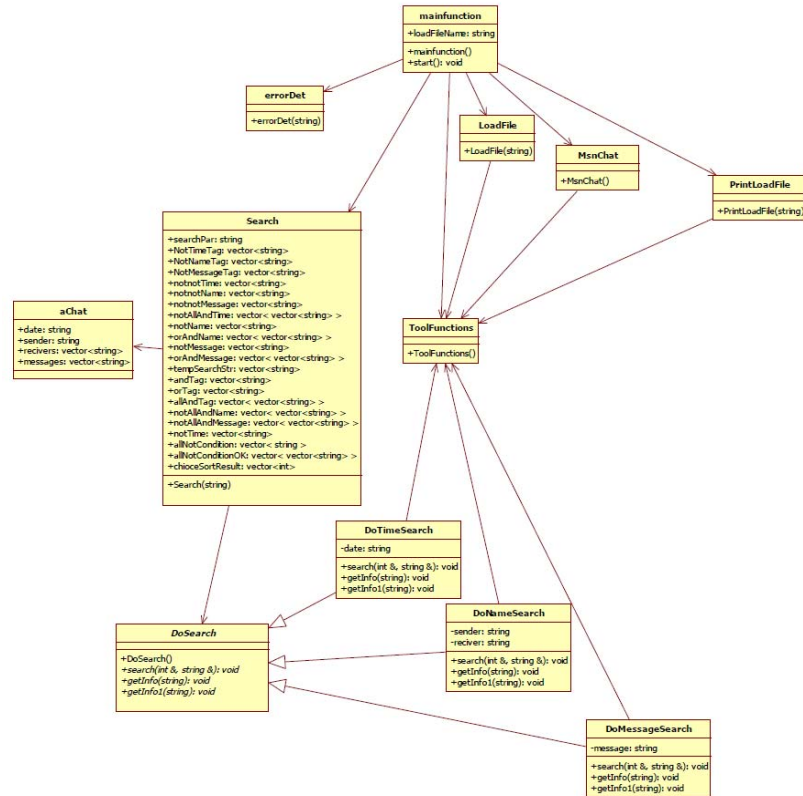 mainfunction
+loadFileName: string
+mainfunction()
+start(): void
errorDet
+errorDet(string)
LoadFile
+LoadFile(string)
MsnChat
+MsnChat()
PrintLoadFile
+PrintLoadFile(string)
Search
+searchPar: string
+NotTimeTag: vector<string>
+NotNameTag: vector<string>
+NotMessageTag: vector<string>
+notnotTime: vector<string>
+notnotName: vector<string>
+notnotMessage: vector<string>
+notAllAndTime: vector< vector<string> >
+notName: vector<string>
+orAndName: vector< vector<string> >
+notMessage: vector<string>
+orAndMessage: vector< vector<string> >
+tempSearchStr: vector<string>
+andTag: vector<string>
+orTag: vector<string>
+allAndTag: vector< vector<string> >
+notAllAndName: vector< vector<string> >
+notAllAndMessage: vector< vector<string> >
+notTime: vector<string>
+allNotCondition: vector< string >
+allNotConditionOK: vector< vector<string> >
+chioceSortResult: vector<int>
+Search(string)
aChat
+date: string
+sender: string
+recivers: vector<string>
+messages: vector<string>
ToolFunctions
+ToolFunctions()
DoTimeSearch
-date: string
+search(int &, string &): void
+getInfo(string): void
+getInfo1(string): void
DoNameSearch
-sender: string
-reciver: string
+search(int &, string &): void
+getInfo(string): void
+getInfo1(string): void
DoSearch
+DoSearch()
+search(int &, string &): void
+getInfo(string): void
+getInfo1(string): void
DoMessageSearch
-message: string
+search(int &, string &): void
+getInfo(string): void
+getInfo1(string): void